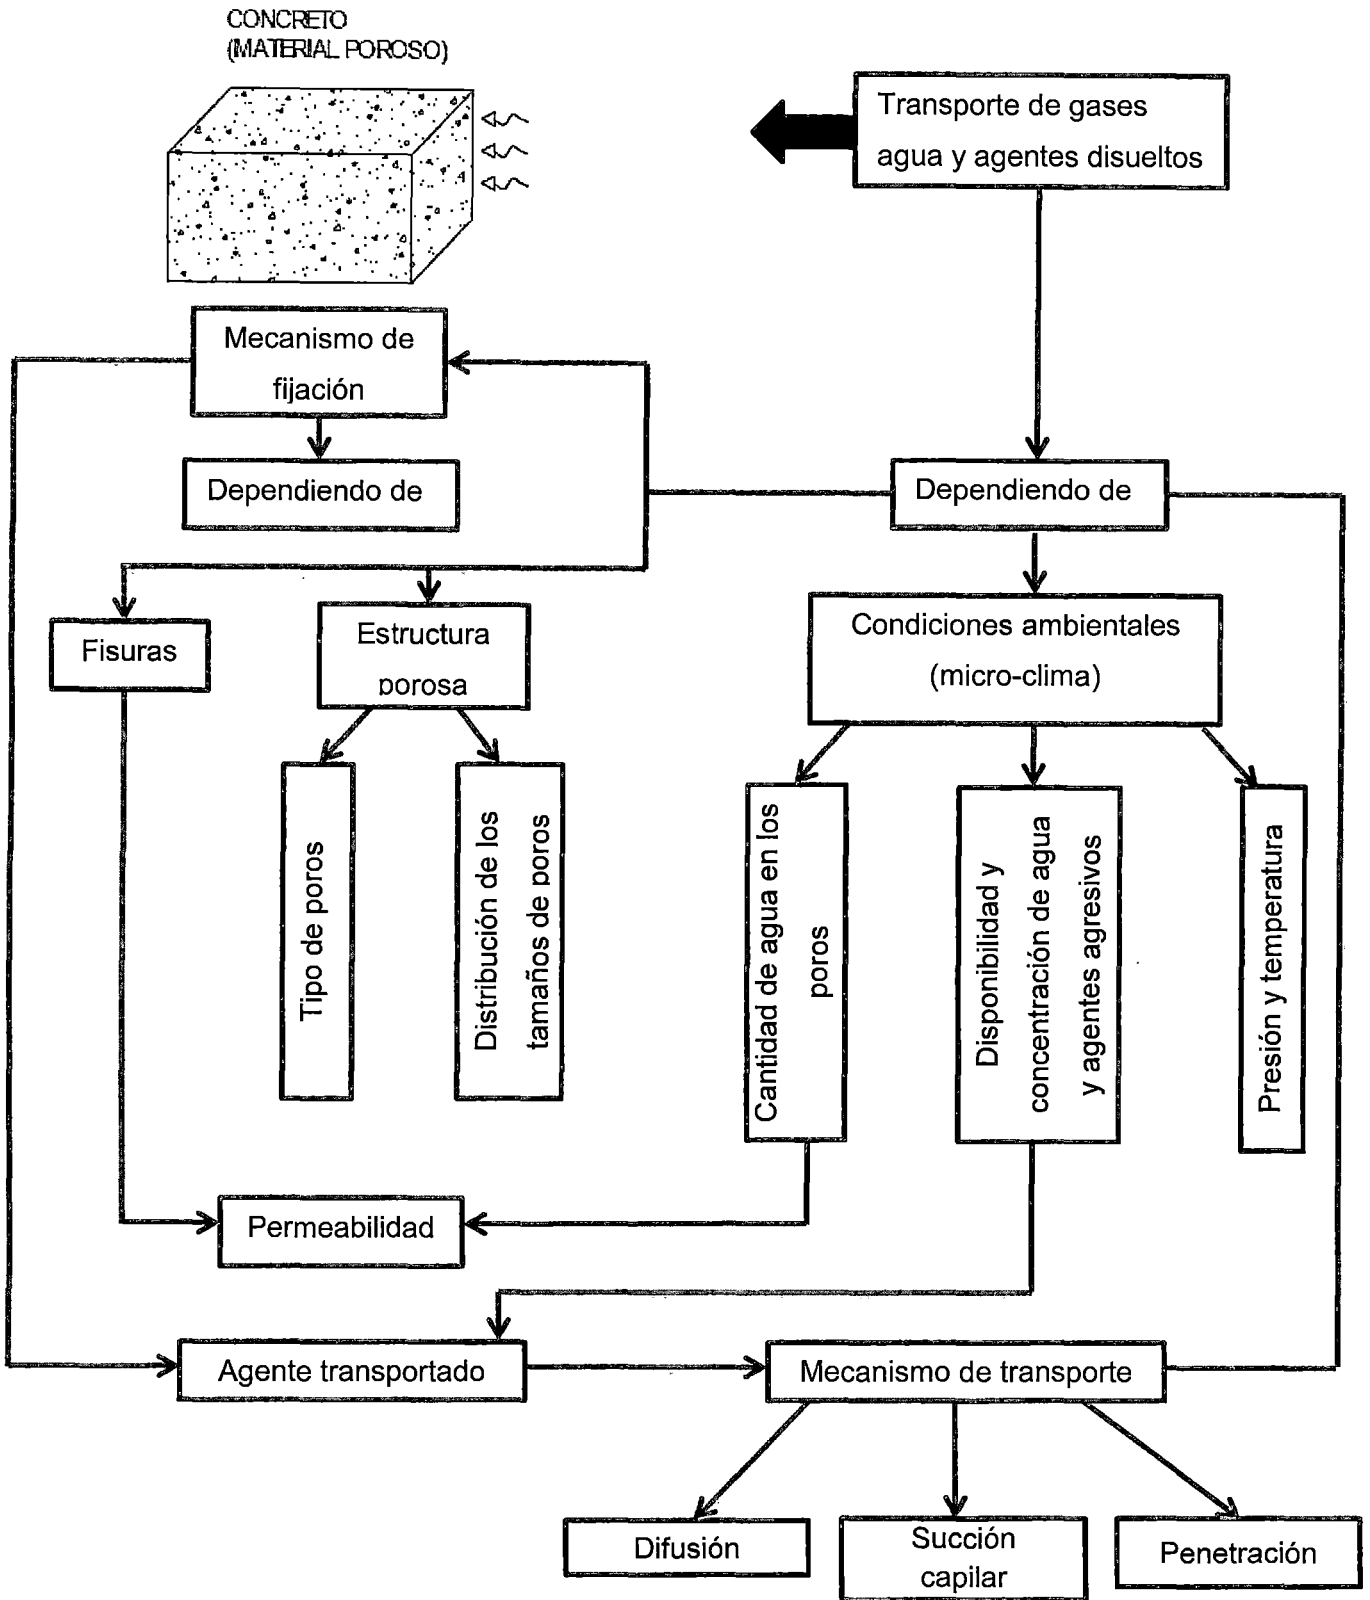 CONCRETO
(MATERIAL POROSO)
Transporte de gases
agua y agentes disueltos
Mecanismo de
fijación
Dependiendo de
Dependiendo de
Fisuras
Estructura
porosa
Condiciones ambientales
(micro-clima)
Tipo de poros
Distribución de los
tamaños de poros
Cantidad de agua en los
poros
Disponibilidad y
concentración de agua
y agentes agresivos
Presión y temperatura
Permeabilidad
Agente transportado
Mecanismo de transporte
Difusión
Succión
capilar
Penetración